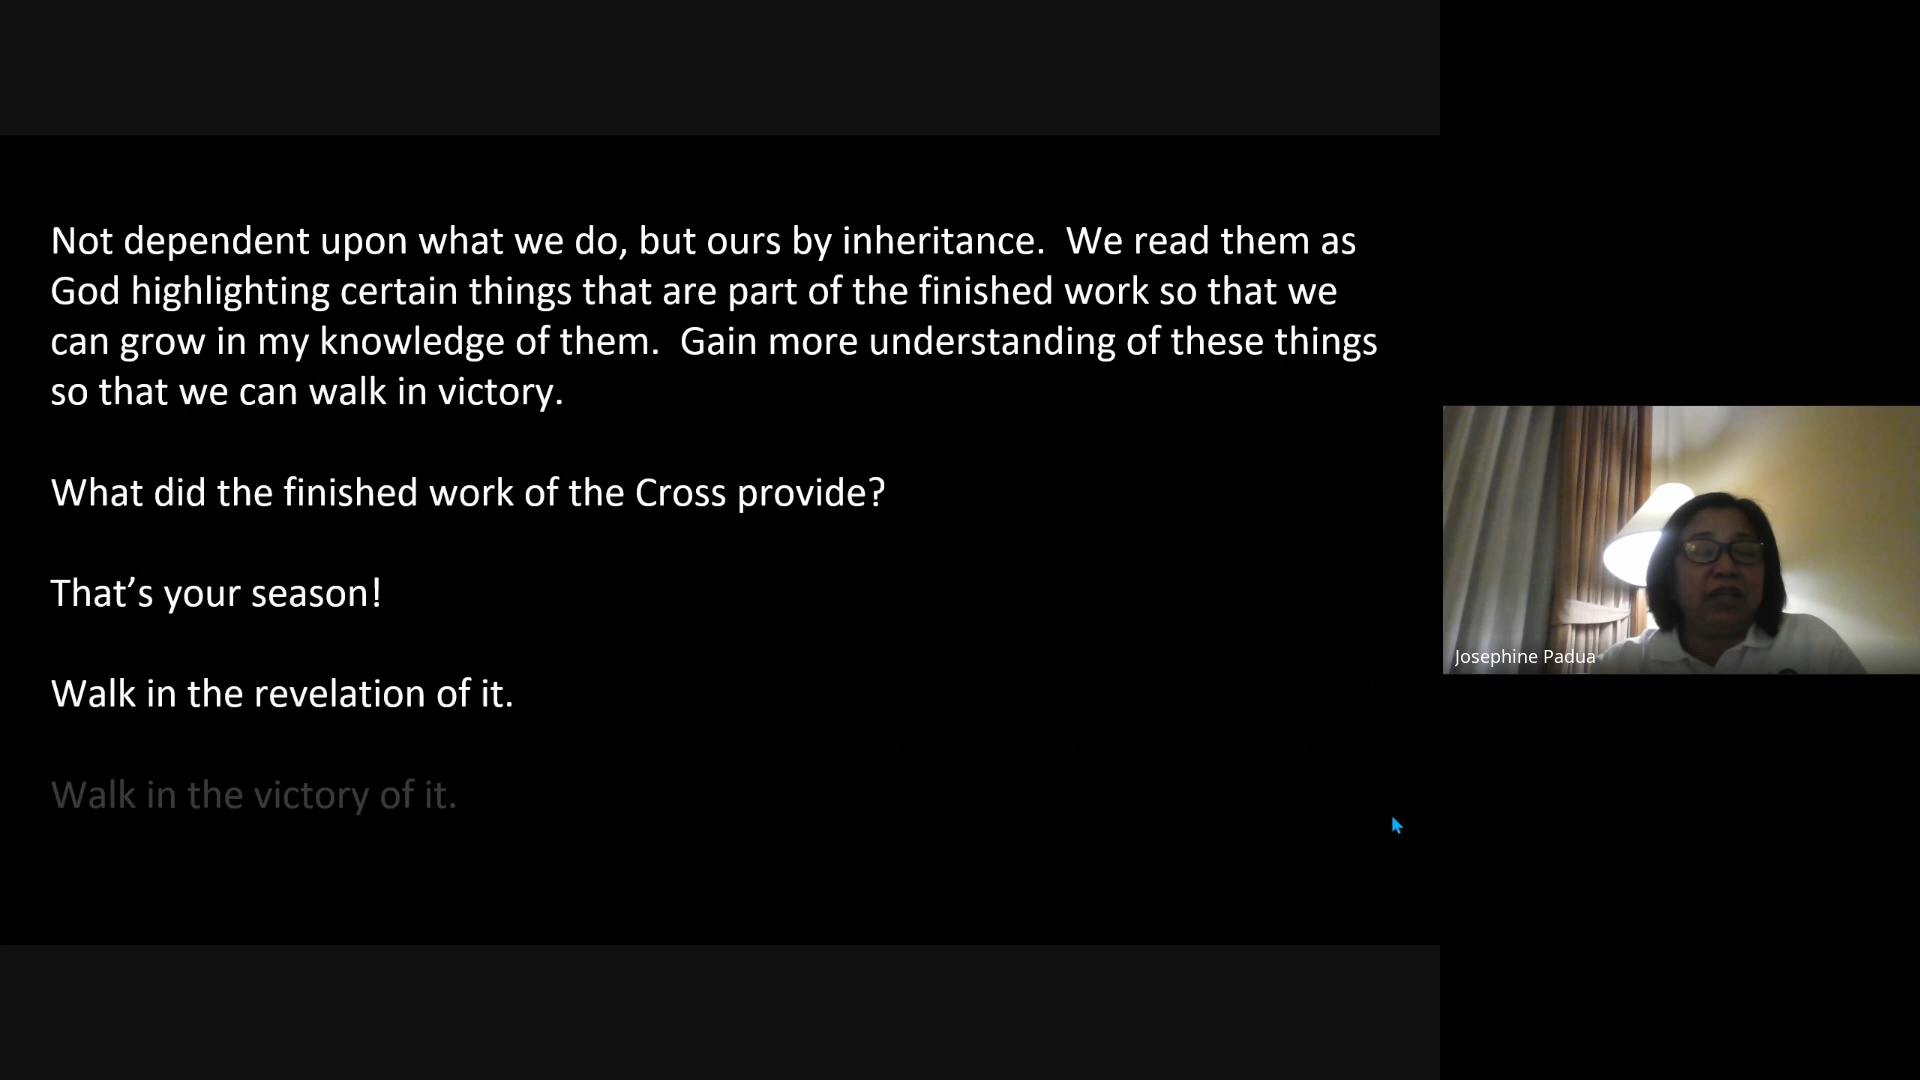 Not dependent upon what we do, but ours by inheritance.  We read them as
God highlighting certain things that are part of the finished work so that we
can grow in my knowledge of them.  Gain more understanding of these things
so that we can walk in victory.
What did the finished work of the Cross provide?
That’s your season!
Walk in the revelation of it.
Walk in the victory of it.
Josephine Padua